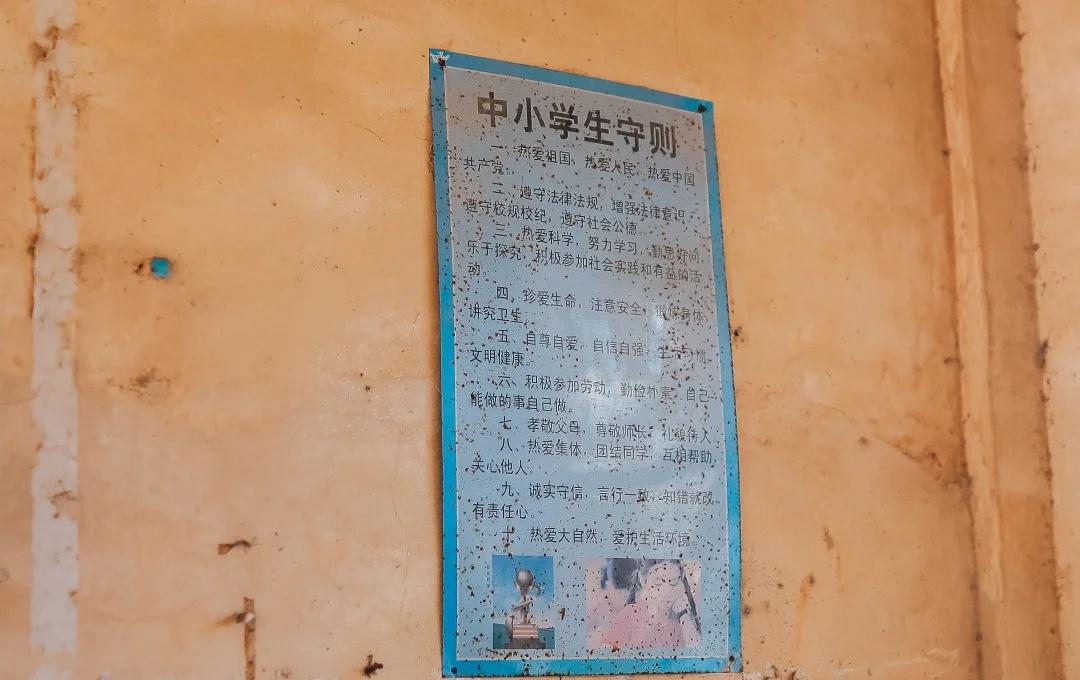 中小学生守则
一、热爱祖国，热爱人民，热爱中国
共产党。
二、遵守法律法规，增强法律意识，
遵守校规校纪，遵守社会公德。
三、热爱科学，努力学习，勤思好问，
乐于探究，积极参加社会实践和有益的活
动。
四、珍爱生命，注意安全，锻炼身体，
讲究卫生。
五、自尊自爱，自信自强，生活习惯
文明健康。
六、积极参加劳动，勤俭朴素，自己
能做的事自己做。
七、孝敬父母，尊敬师长，礼貌待人。
八、热爱集体，团结同学，互相帮助，
关心他人。
九、诚实守信，言行一致，知错就改，
有责任心。
十、热爱大自然，爱护生活环境。